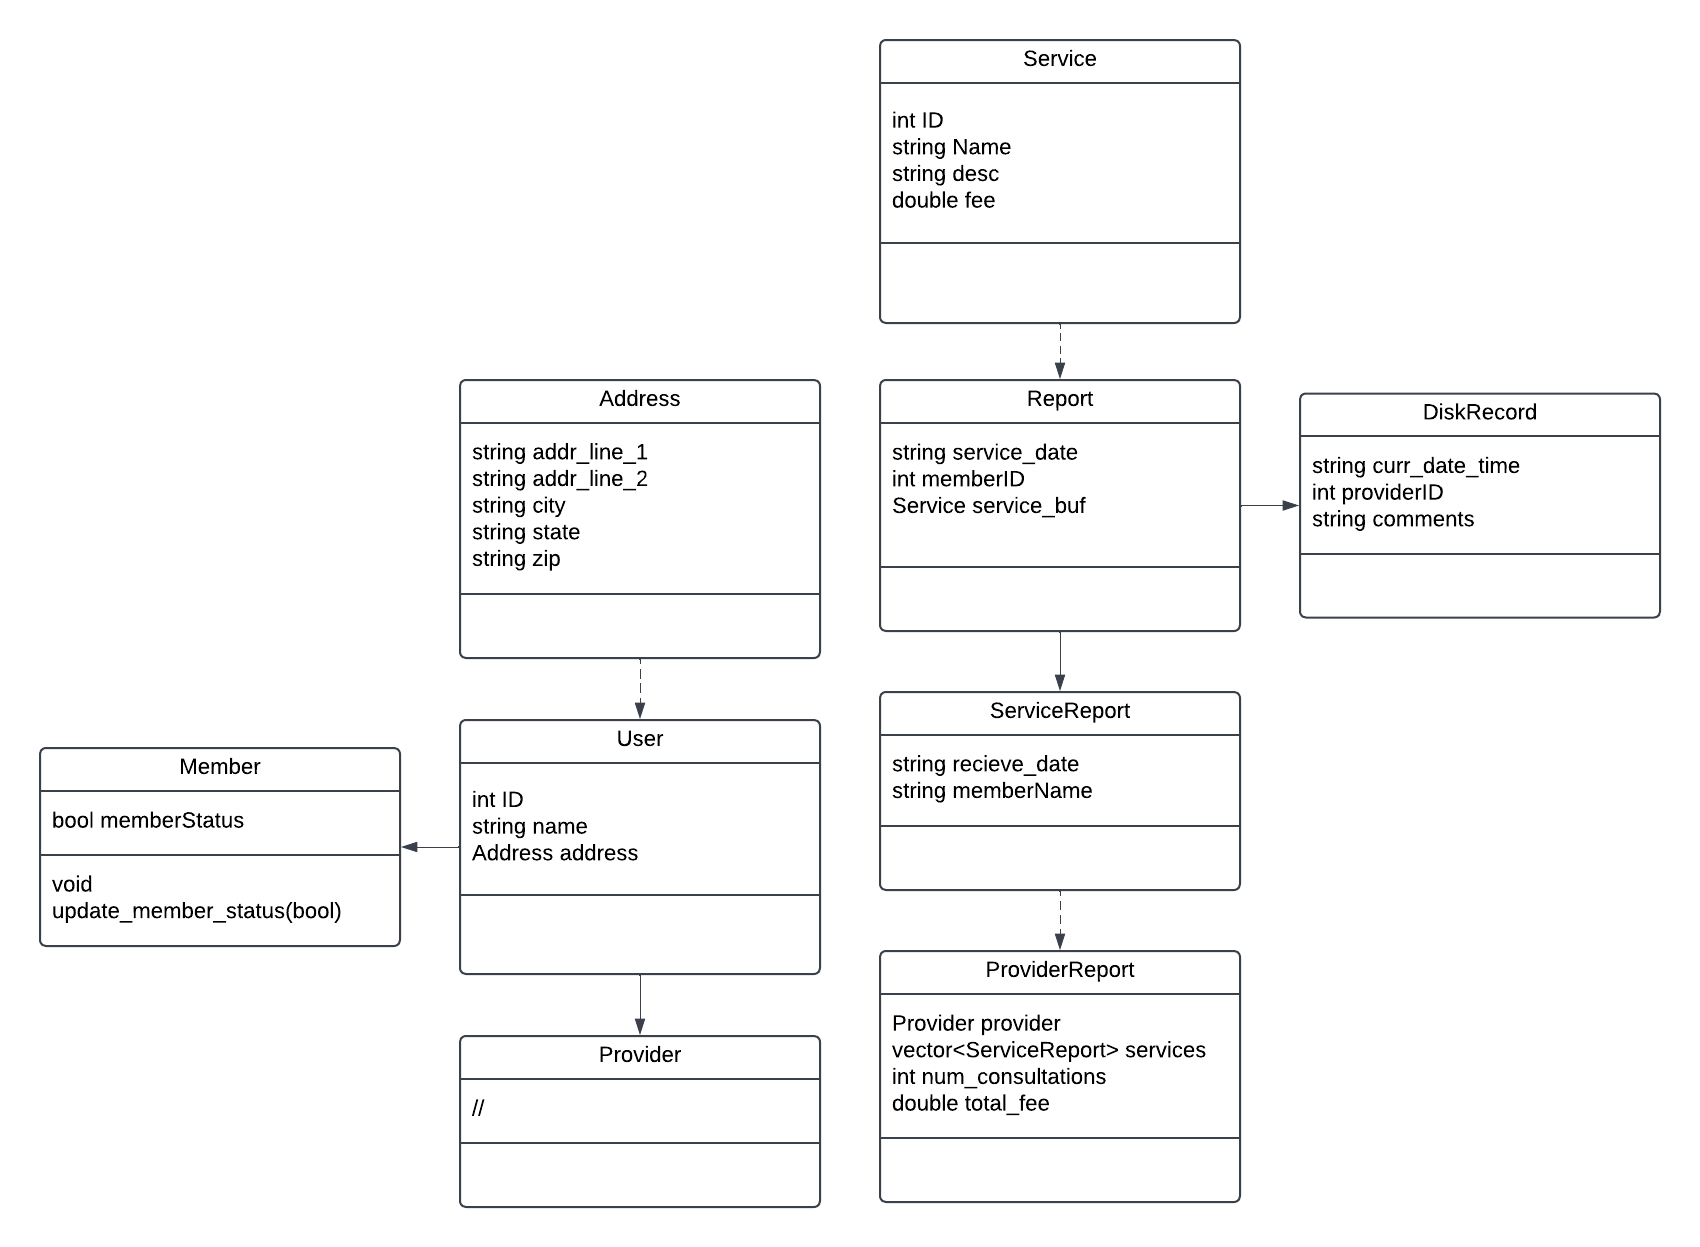 Service
int ID
string Name
string desc
double fee
Address
string addr_line_1
string addr_line_2
string city
string state
string zip
Report
string service_date
int memberID
Service service_buf
DiskRecord
string curr_date_time
int providerID
string comments
Member
bool memberStatus
void
update_member_status(bool)
User
int ID
string name
Address address
ServiceReport
string recieve_date
string memberName
Provider
//
ProviderReport
Provider provider
vector<ServiceReport> services
int num_consultations
double total_fee